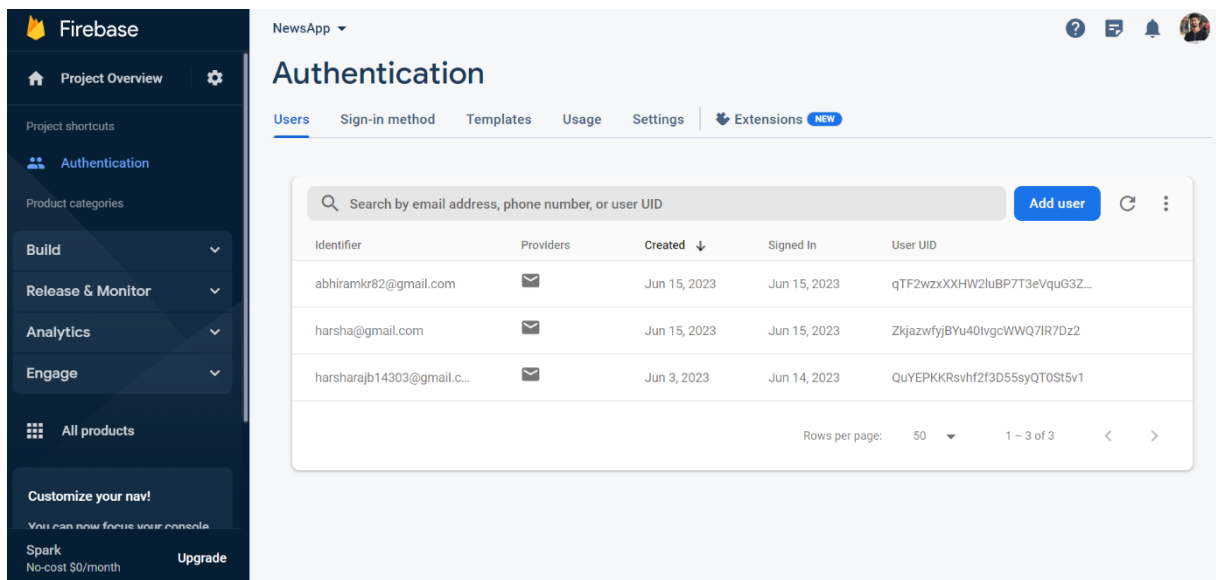 Firebase
Project Overview
Project shortcuts
Authentication
Product categories
Build
Release & Monitor
Analytics
Engage
All products
Customize your nav!
You can now focus your console
Spark
No-cost $0/month
Upgrade
NewsApp
Authentication
Users Sign-in method Templates Usage Settings Extensions NEW
Search by email address, phone number, or user UID
Add user
Identifier Providers Created Signed In User UID
abhiramkr82@gmail.com Jun 15, 2023 Jun 15, 2023 qTF2wzxXXHW2luBP7T3eVquG3Z...
harsha@gmail.com Jun 15, 2023 Jun 15, 2023 ZkjazwfyjBYu40IvgcWWQ7lR7Dz2
harsharajb14303@gmail.c... Jun 3, 2023 Jun 14, 2023 QuYEPKKRsvhf2f3D55syQT0St5v1
Rows per page: 50 1 – 3 of 3